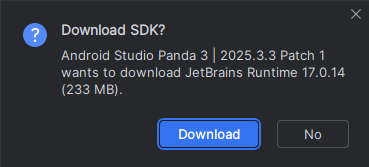 Download SDK?
Android Studio Panda 3 | 2025.3.3 Patch 1
wants to download JetBrains Runtime 17.0.14
(233 MB).
Download
No